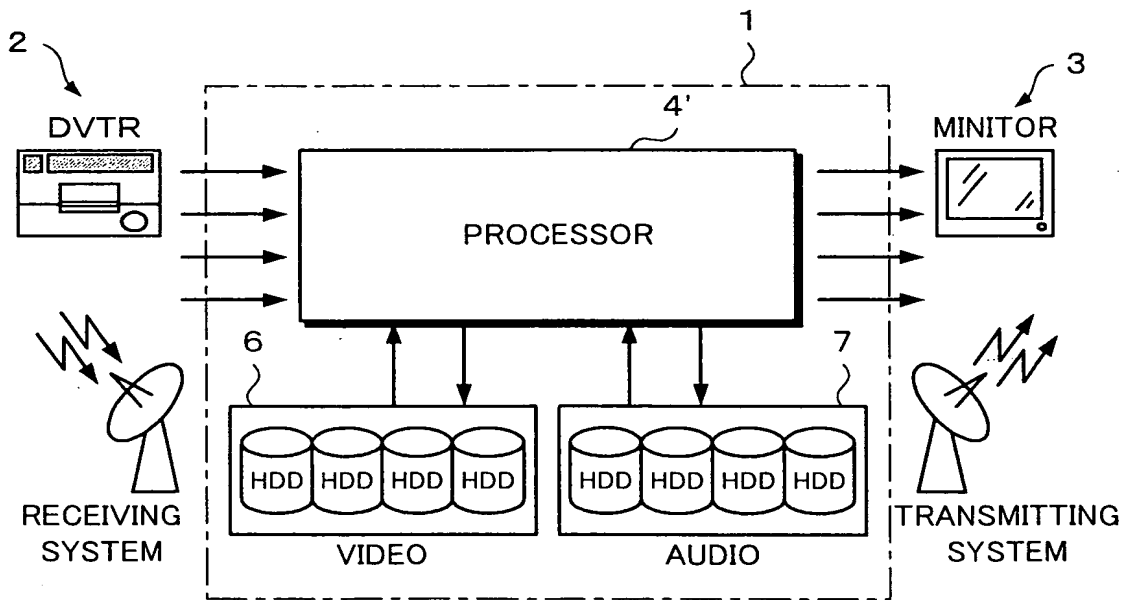 1
2
3
DVTR
4'
MINITOR
PROCESSOR
6
7
HDD HDD HDD HDD
HDD HDD HDD HDD
RECEIVING
SYSTEM
VIDEO
AUDIO
TRANSMITTING
SYSTEM